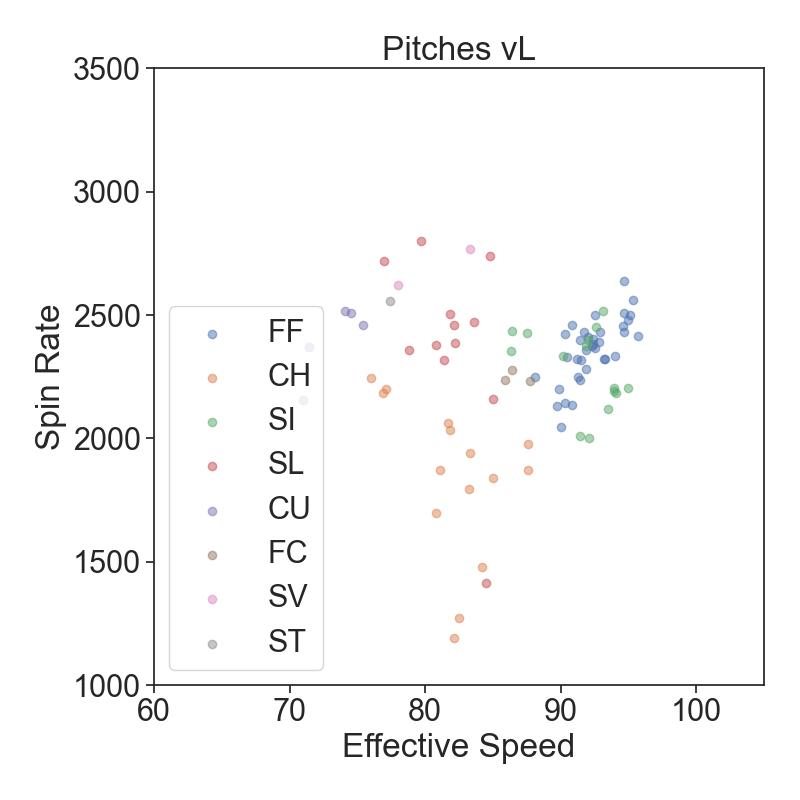 Pitches vL
3500
3000
2500
2000
1500
1000
Spin Rate
FF
CH
SI
SL
CU
FC
SV
ST
60
70
80
90
100
Effective Speed